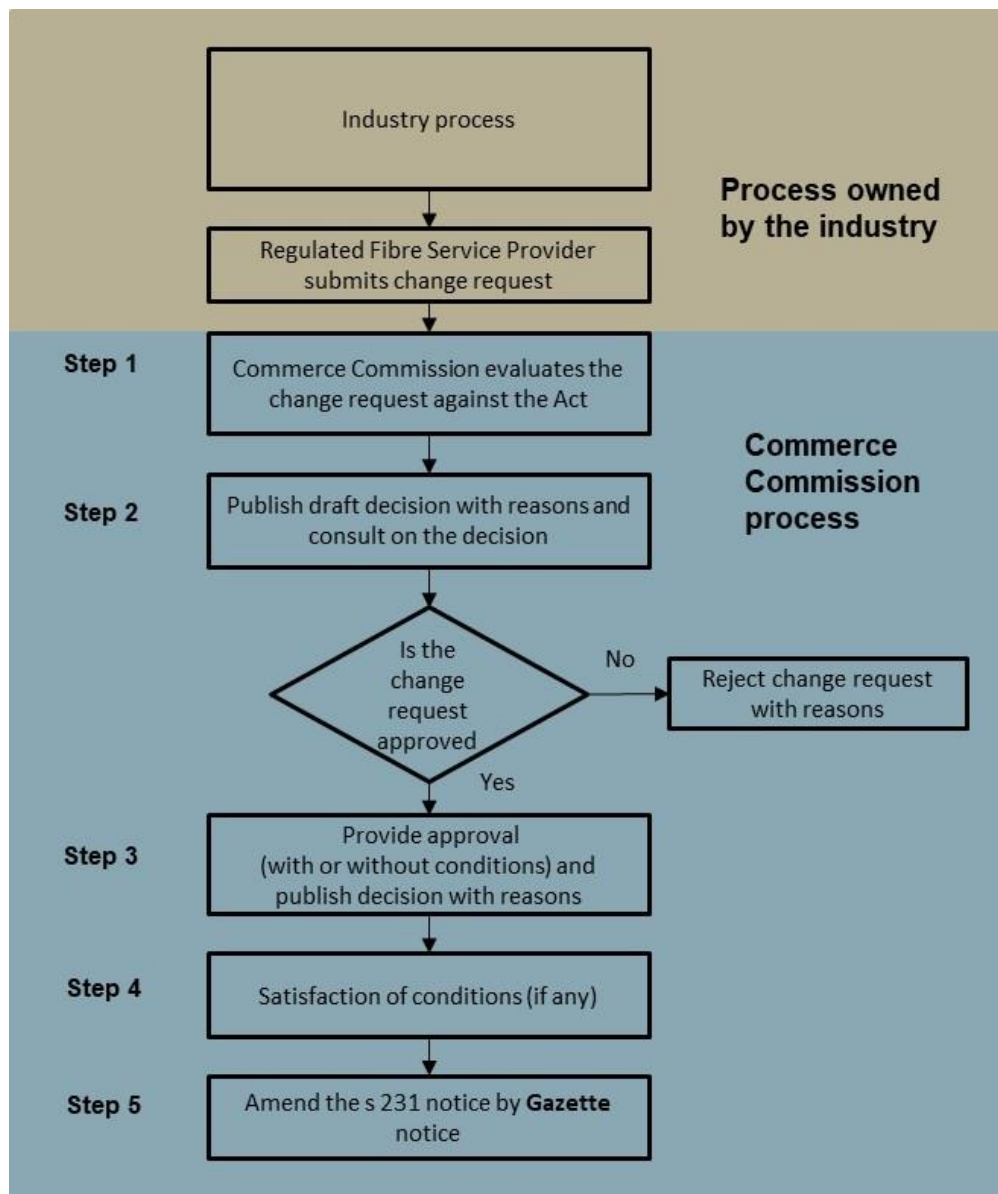 Industry process
Process owned
by the industry
Regulated Fibre Service Provider
submits change request
Step 1
Commerce Commission evaluates the
change request against the Act
Commerce
Commission
process
Step 2
Publish draft decision with reasons and
consult on the decision
Is the
change
request
approved
No
Reject change request
with reasons
Yes
Step 3
Provide approval
(with or without conditions) and
publish decision with reasons
Step 4
Satisfaction of conditions (if any)
Step 5
Amend the s 231 notice by Gazette
notice